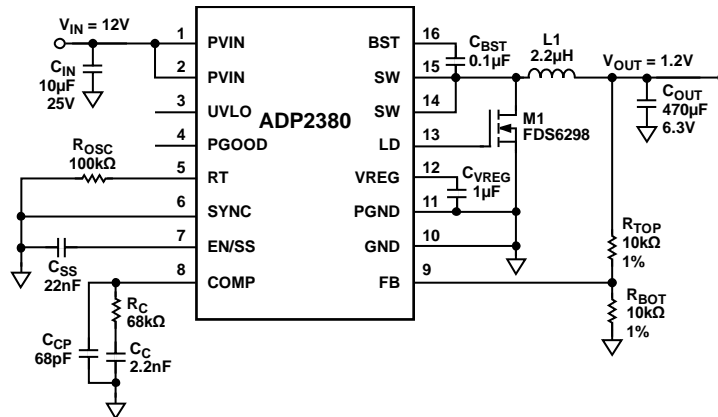 VIN = 12V
CIN
10µF
25V
ROSC
100kΩ
CSS
22nF
RC
68kΩ
CCP
68pF
CC
2.2nF
1 PVIN
2 PVIN
3 UVLO
4 PGOOD
5 RT
6 SYNC
7 EN/SS
8 COMP
ADP2380
BST 16
SW 15
SW 14
LD 13
VREG 12
PGND 11
GND 10
FB 9
CBST
0.1µF
L1
2.2µH
VOUT = 1.2V
COUT
470µF
6.3V
M1
FDS6298
CVREG
1µF
RTOP
10kΩ
1%
RBOT
10kΩ
1%